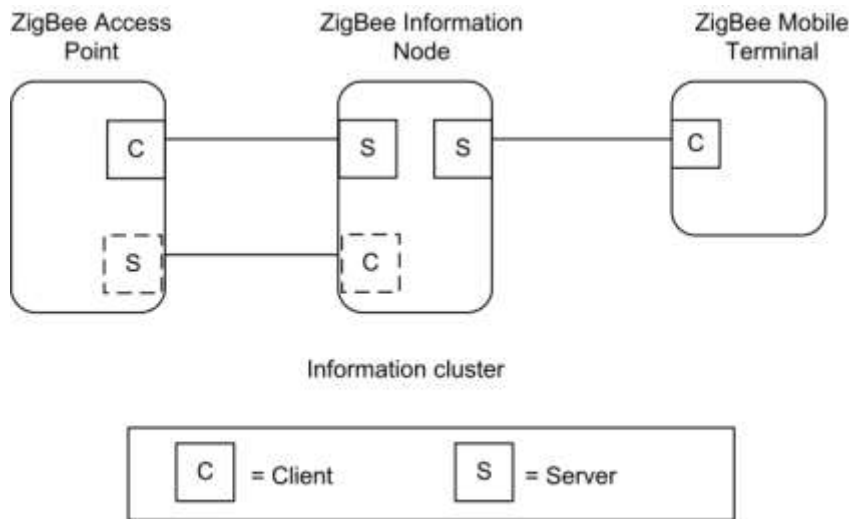 ZigBee Access
Point
ZigBee Information
Node
ZigBee Mobile
Terminal
C
S
S
C
S
C
Information cluster
C = Client
S = Server